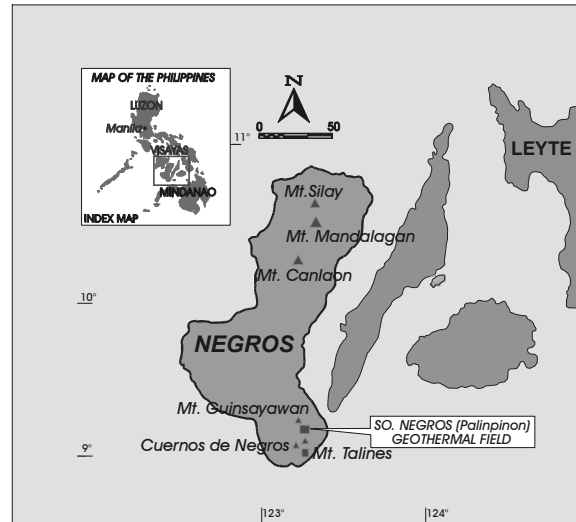 MAP OF THE PHILIPPINES
LUZON
Manila
VISAYAS
MINDANAO
INDEX MAP
N
0 50
11°
LEYTE
Mt.Silay
Mt. Mandalagan
Mt. Canlaon
10°
NEGROS
Mt. Guinsayawan
SO. NEGROS (Palinpinon)
GEOTHERMAL FIELD
Cuernos de Negros
Mt. Talines
9°
123°
124°